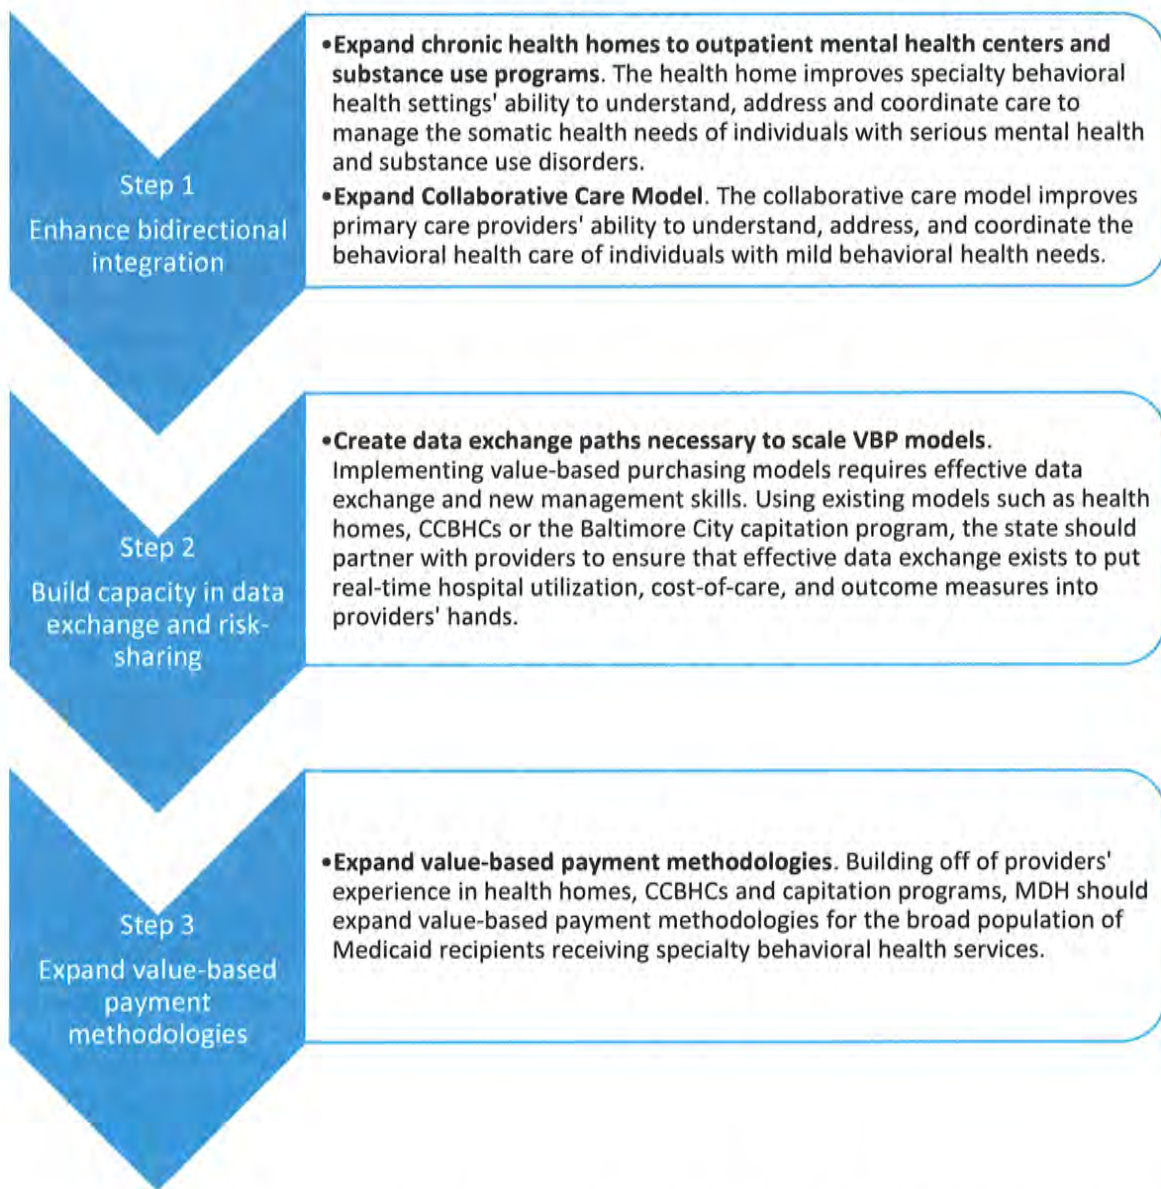 Step 1
Enhance bidirectional
integration
•Expand chronic health homes to outpatient mental health centers and
substance use programs. The health home improves specialty behavioral
health settings' ability to understand, address and coordinate care to
manage the somatic health needs of individuals with serious mental health
and substance use disorders.
•Expand Collaborative Care Model. The collaborative care model improves
primary care providers' ability to understand, address, and coordinate the
behavioral health care of individuals with mild behavioral health needs.
Step 2
Build capacity in data
exchange and risk-
sharing
•Create data exchange paths necessary to scale VBP models.
Implementing value-based purchasing models requires effective data
exchange and new management skills. Using existing models such as health
homes, CCBHCs or the Baltimore City capitation program, the state should
partner with providers to ensure that effective data exchange exists to put
real-time hospital utilization, cost-of-care, and outcome measures into
providers' hands.
Step 3
Expand value-based
payment
methodologies
•Expand value-based payment methodologies. Building off of providers'
experience in health homes, CCBHCs and capitation programs, MDH should
expand value-based payment methodologies for the broad population of
Medicaid recipients receiving specialty behavioral health services.